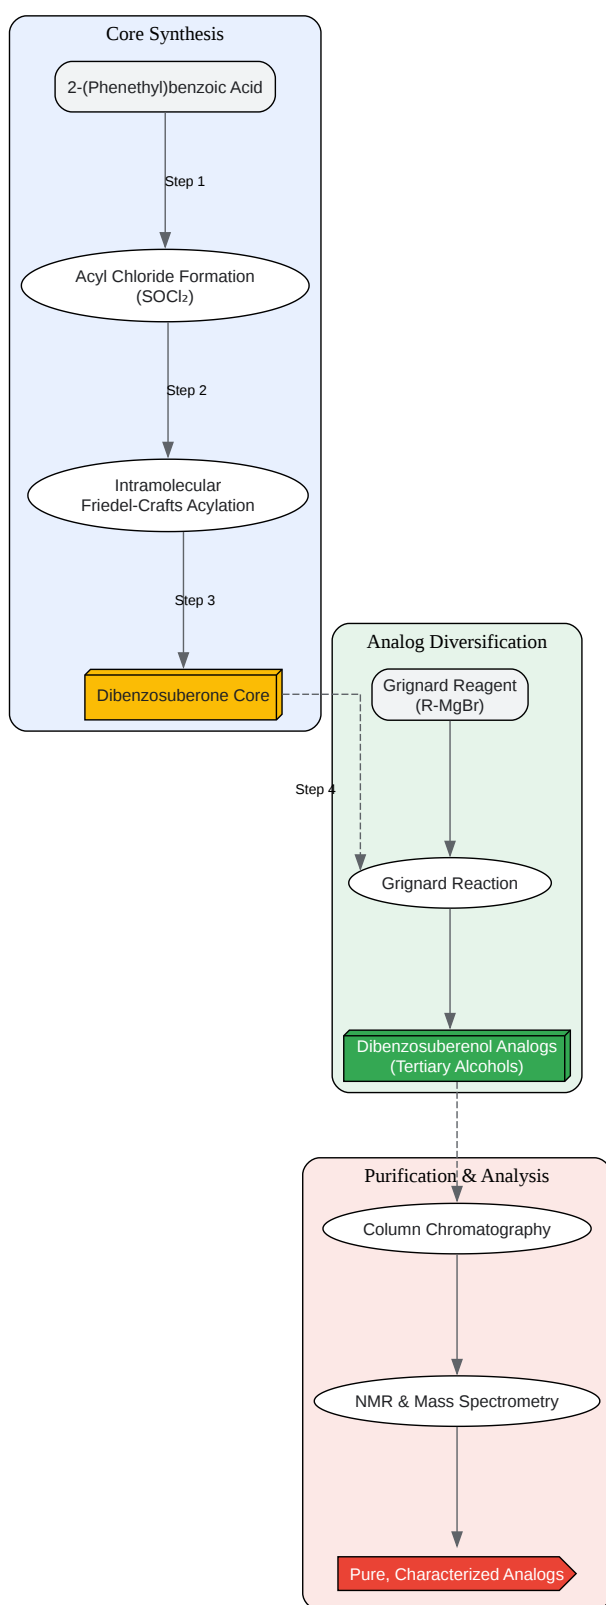 Core Synthesis
2-(Phenethyl)benzoic Acid
Step 1
Acyl Chloride Formation
(SOCl₂)
Step 2
Intramolecular
Friedel-Crafts Acylation
Step 3
Dibenzosuberone Core
Analog Diversification
Grignard Reagent
(R-MgBr)
Step 4
Grignard Reaction
Dibenzosuberenol Analogs
(Tertiary Alcohols)
Purification & Analysis
Column Chromatography
NMR & Mass Spectrometry
Pure, Characterized Analogs